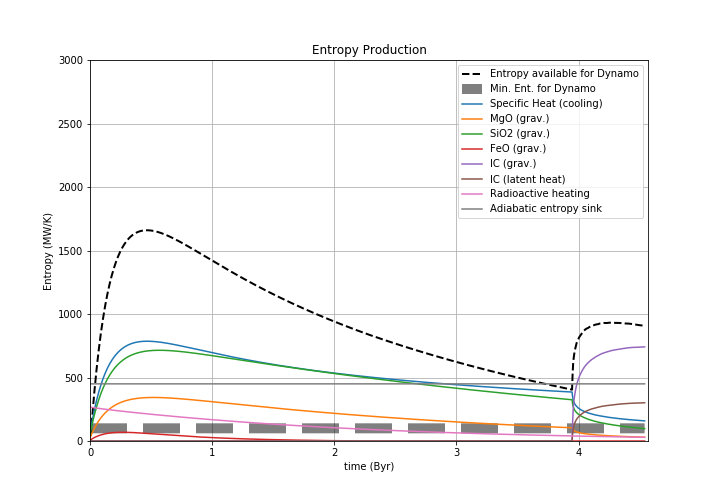 Entropy Production
Entropy (MW/K)
3000
2500
2000
1500
1000
500
0
0
1
2
3
4
time (Byr)
Entropy available for Dynamo
Min. Ent. for Dynamo
Specific Heat (cooling)
MgO (grav.)
SiO2 (grav.)
FeO (grav.)
IC (grav.)
IC (latent heat)
Radioactive heating
Adiabatic entropy sink